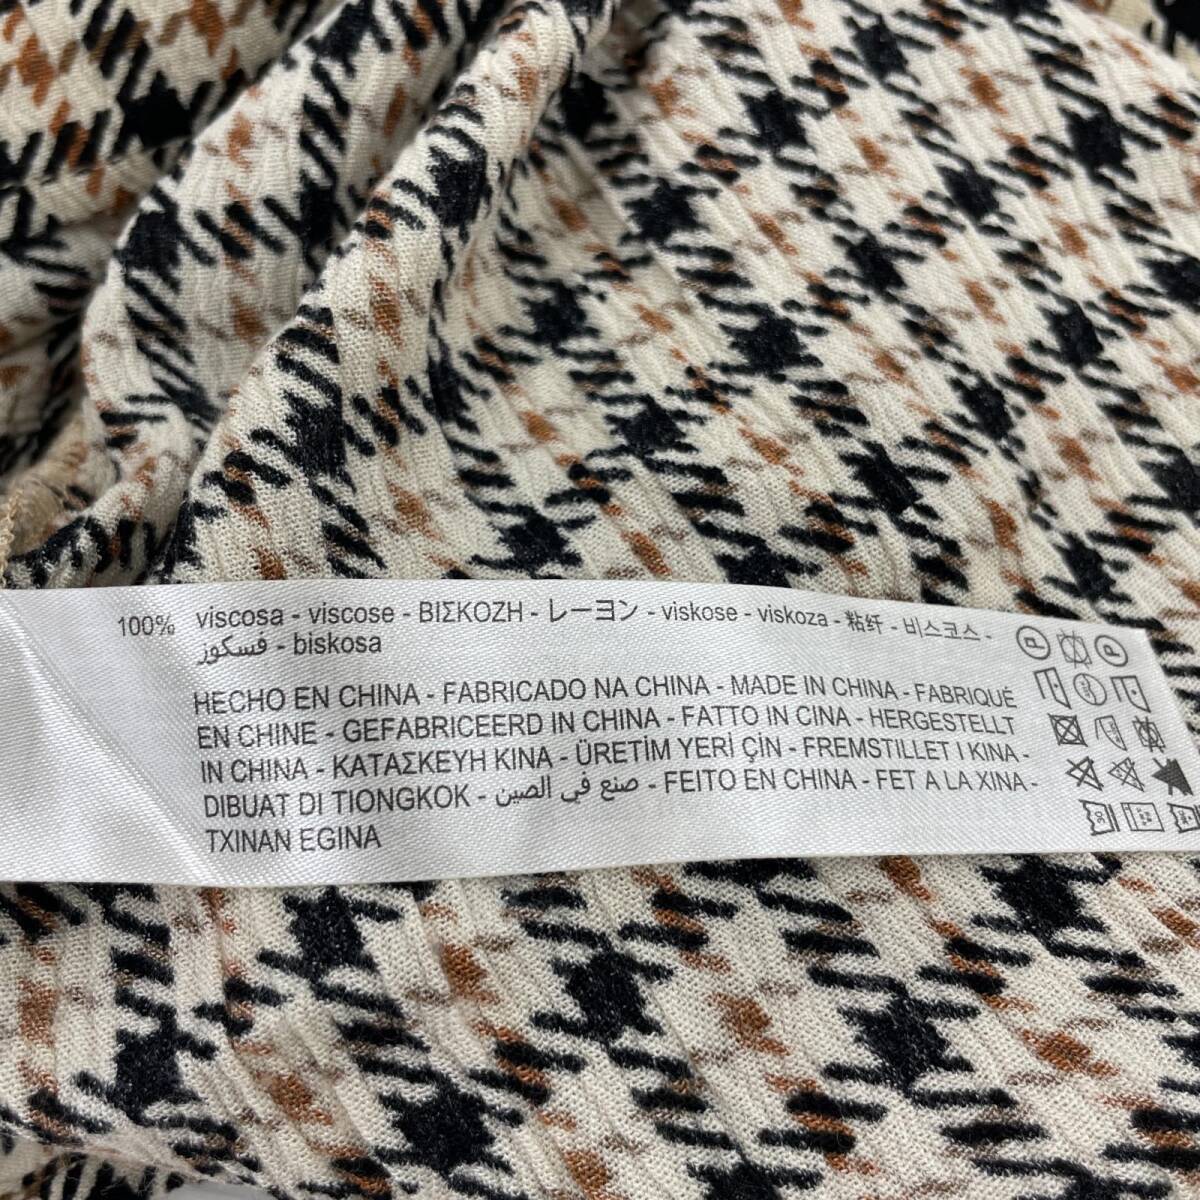 100% viscosa - viscose - ΒΙΣΚΟΖΗ - レーヨン - viskose - viskoza - 粘纤 - 비스코스 -
فسكوز - biskosa
HECHO EN CHINA - FABRICADO NA CHINA - MADE IN CHINA - FABRIQUÉ
EN CHINE - GEFABRICEERD IN CHINA - FATTO IN CINA - HERGESTELLT
IN CHINA - ΚΑΤΑΣΚΕΥΗ ΚΙΝΑ - ÜRETİM YERİ ÇİN - FREMSTILLET I KINA -
DIBUAT DI TIONGKOK - صنع في الصين - FEITO EN CHINA - FET A LA XINA -
TXINAN EGINA